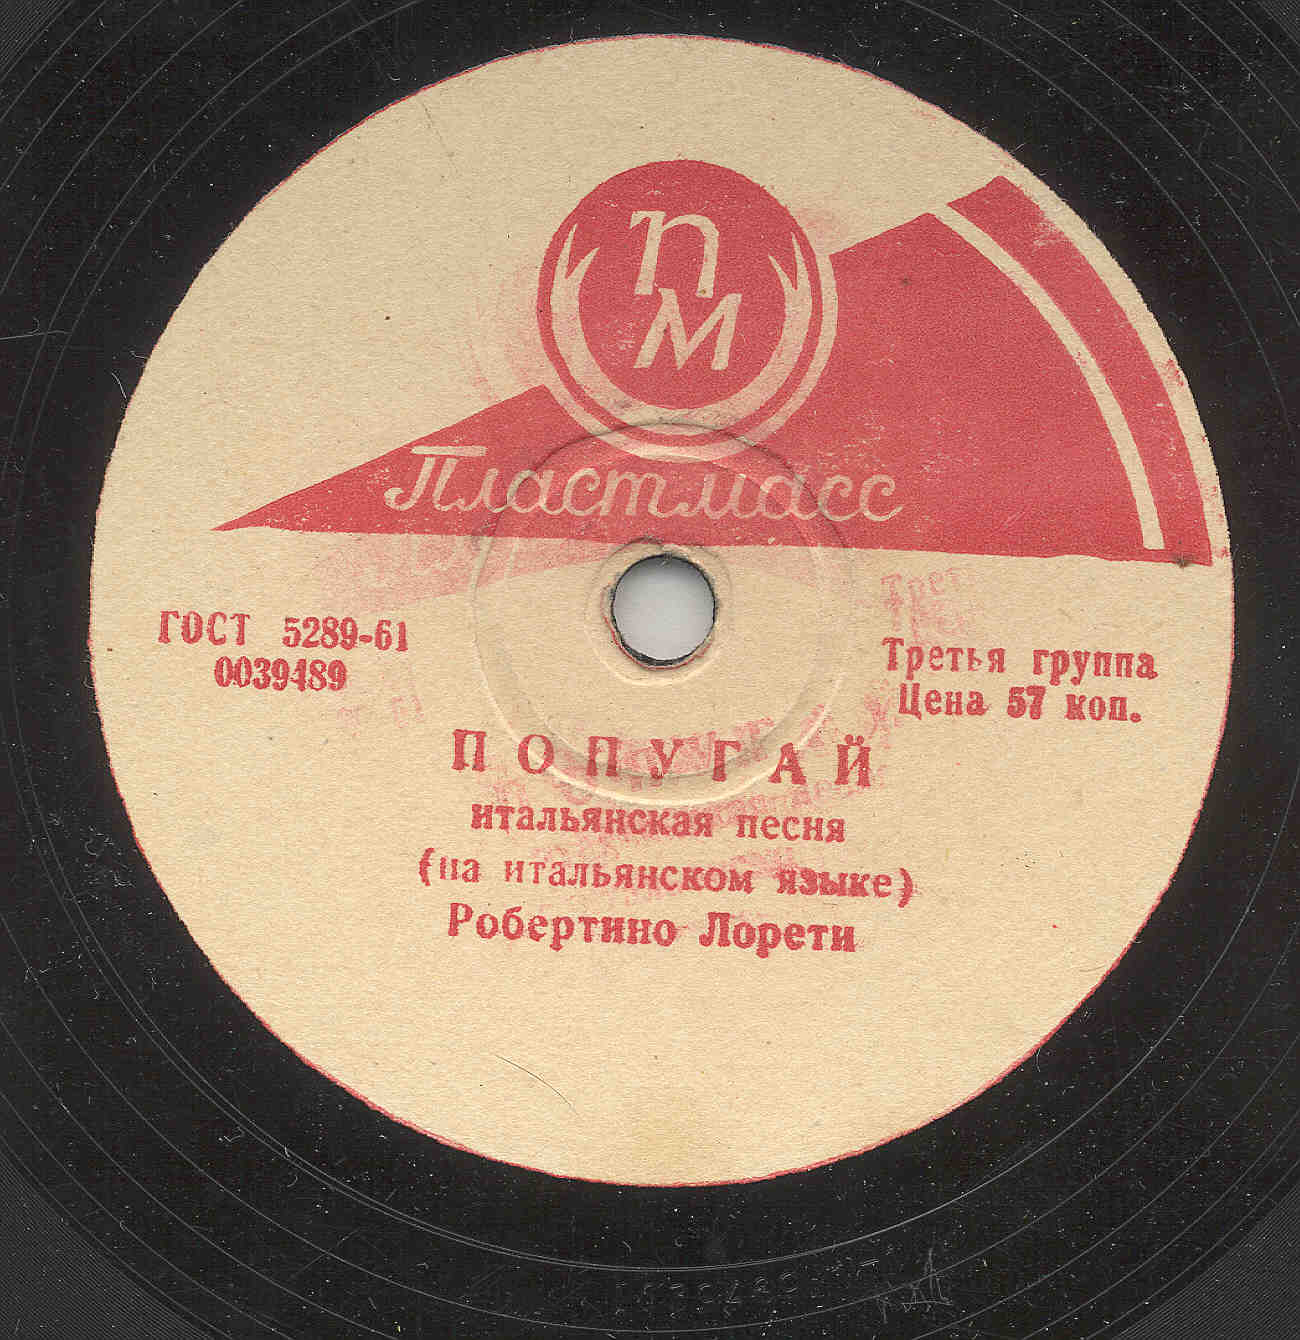 ПМ
Пластмасс
ГОСТ 5289-61
0039489
Третья группа
Цена 57 коп.
ПОПУГАЙ
итальянская песня
(на итальянском языке)
Робертино Лорети